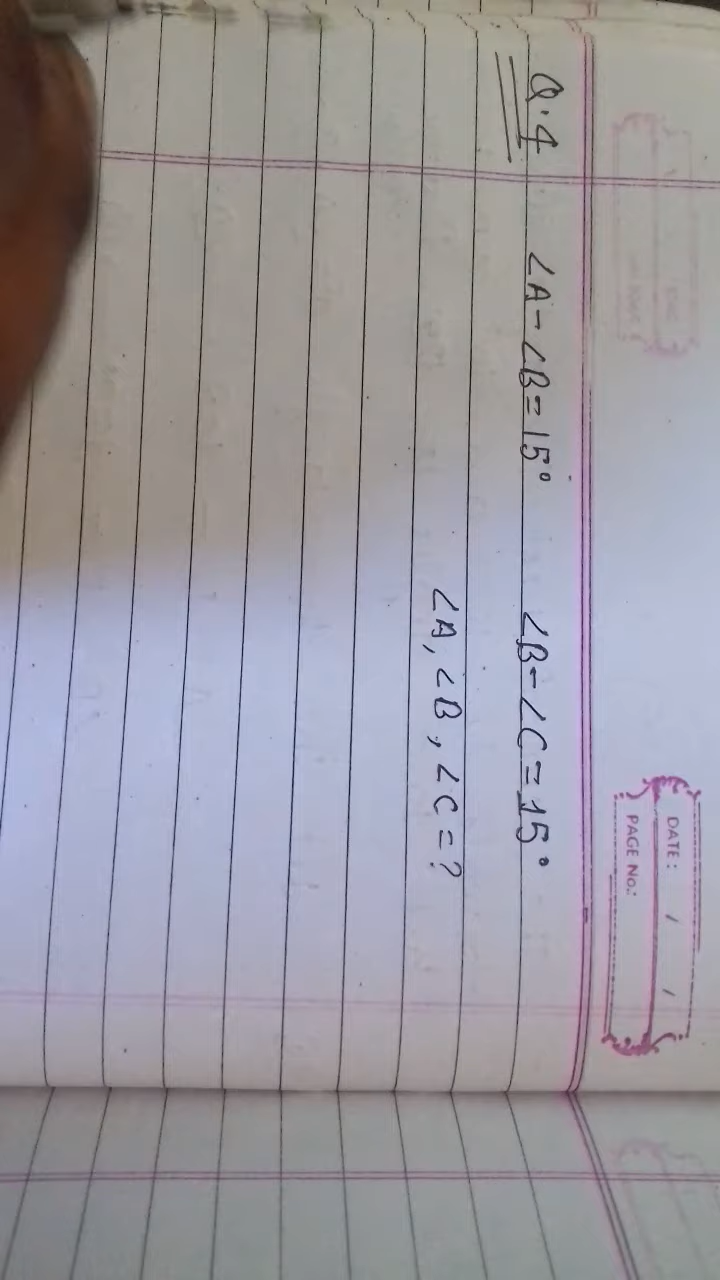 DATE: / /
PAGE NO.:
Q.4 ∠A-∠B=15° ∠B-∠C=15°
∠A, ∠B, ∠C=?